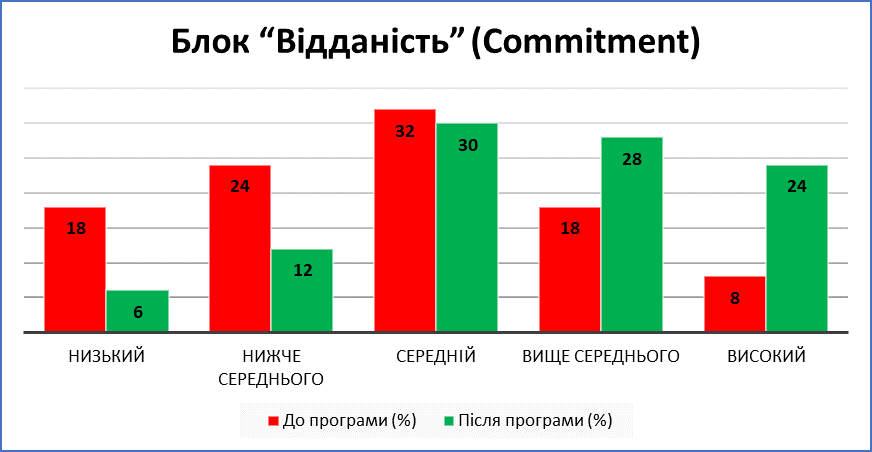 Блок “Відданість” (Commitment)
18
6
24
12
32
30
18
28
8
24
НИЗЬКИЙ
НИЖЧЕ
СЕРЕДНЬОГО
СЕРЕДНІЙ
ВИЩЕ СЕРЕДНЬОГО
ВИСОКИЙ
До програми (%)
Після програми (%)